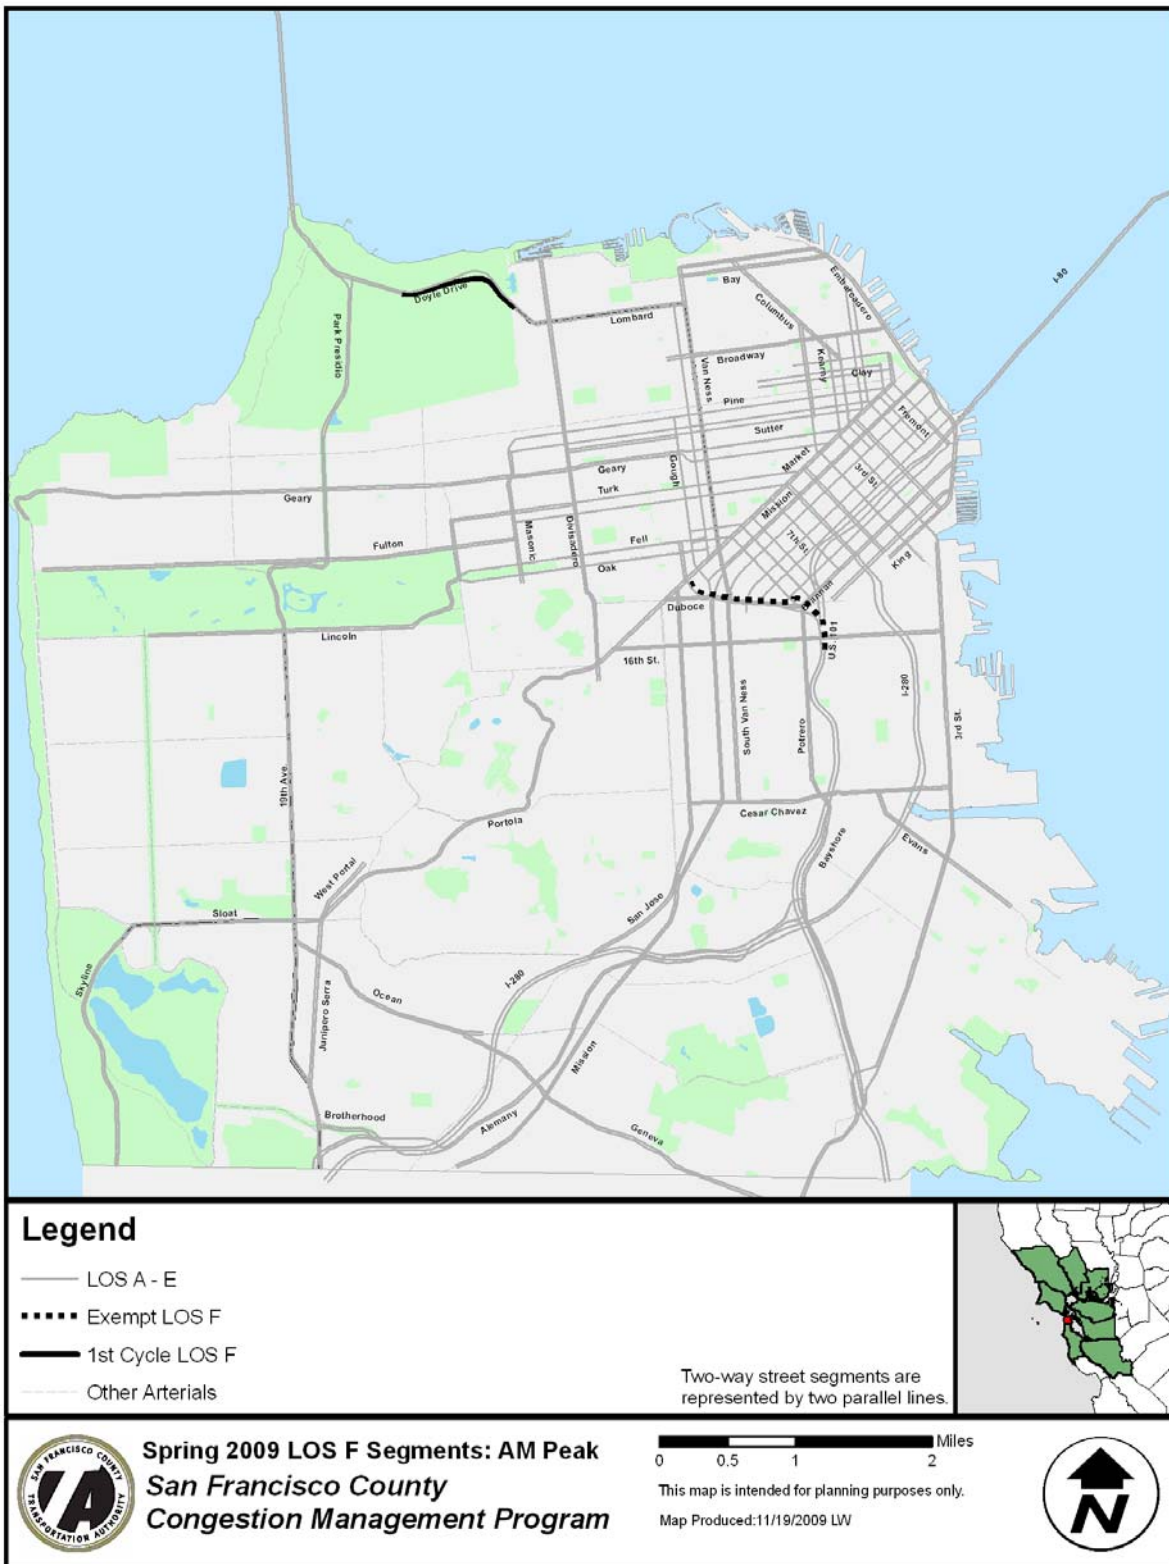 I-80
Doyle Drive
Bay
Embarcadero
Columbus
Lombard
Park Presidio
Broadway
Kearny
Van Ness
Clay
Pine
Fremont
Sutter
Market
Geary
Gough
3rd St.
Geary
Turk
Mission
Masonic
Divisadero
7th St.
Fell
Fulton
King
Oak
Brannan
Duboce
Lincoln
U.S. 101
16th St.
I-280
South Van Ness
Potrero
3rd St.
19th Ave
Portola
Cesar Chavez
Bayshore
Evans
West Portal
San Jose
Sloat
Skyline
I-280
Ocean
Junipero Serra
Mission
Brotherhood
Alemany
Geneva
Legend
LOS A - E
Exempt LOS F
1st Cycle LOS F
Other Arterials
Two-way street segments are
represented by two parallel lines.
SAN FRANCISCO COUNTY
TRANSPORTATION AUTHORITY
Spring 2009 LOS F Segments: AM Peak
San Francisco County
Congestion Management Program
Miles
0 0.5 1 2
This map is intended for planning purposes only.
Map Produced:11/19/2009 LW
N